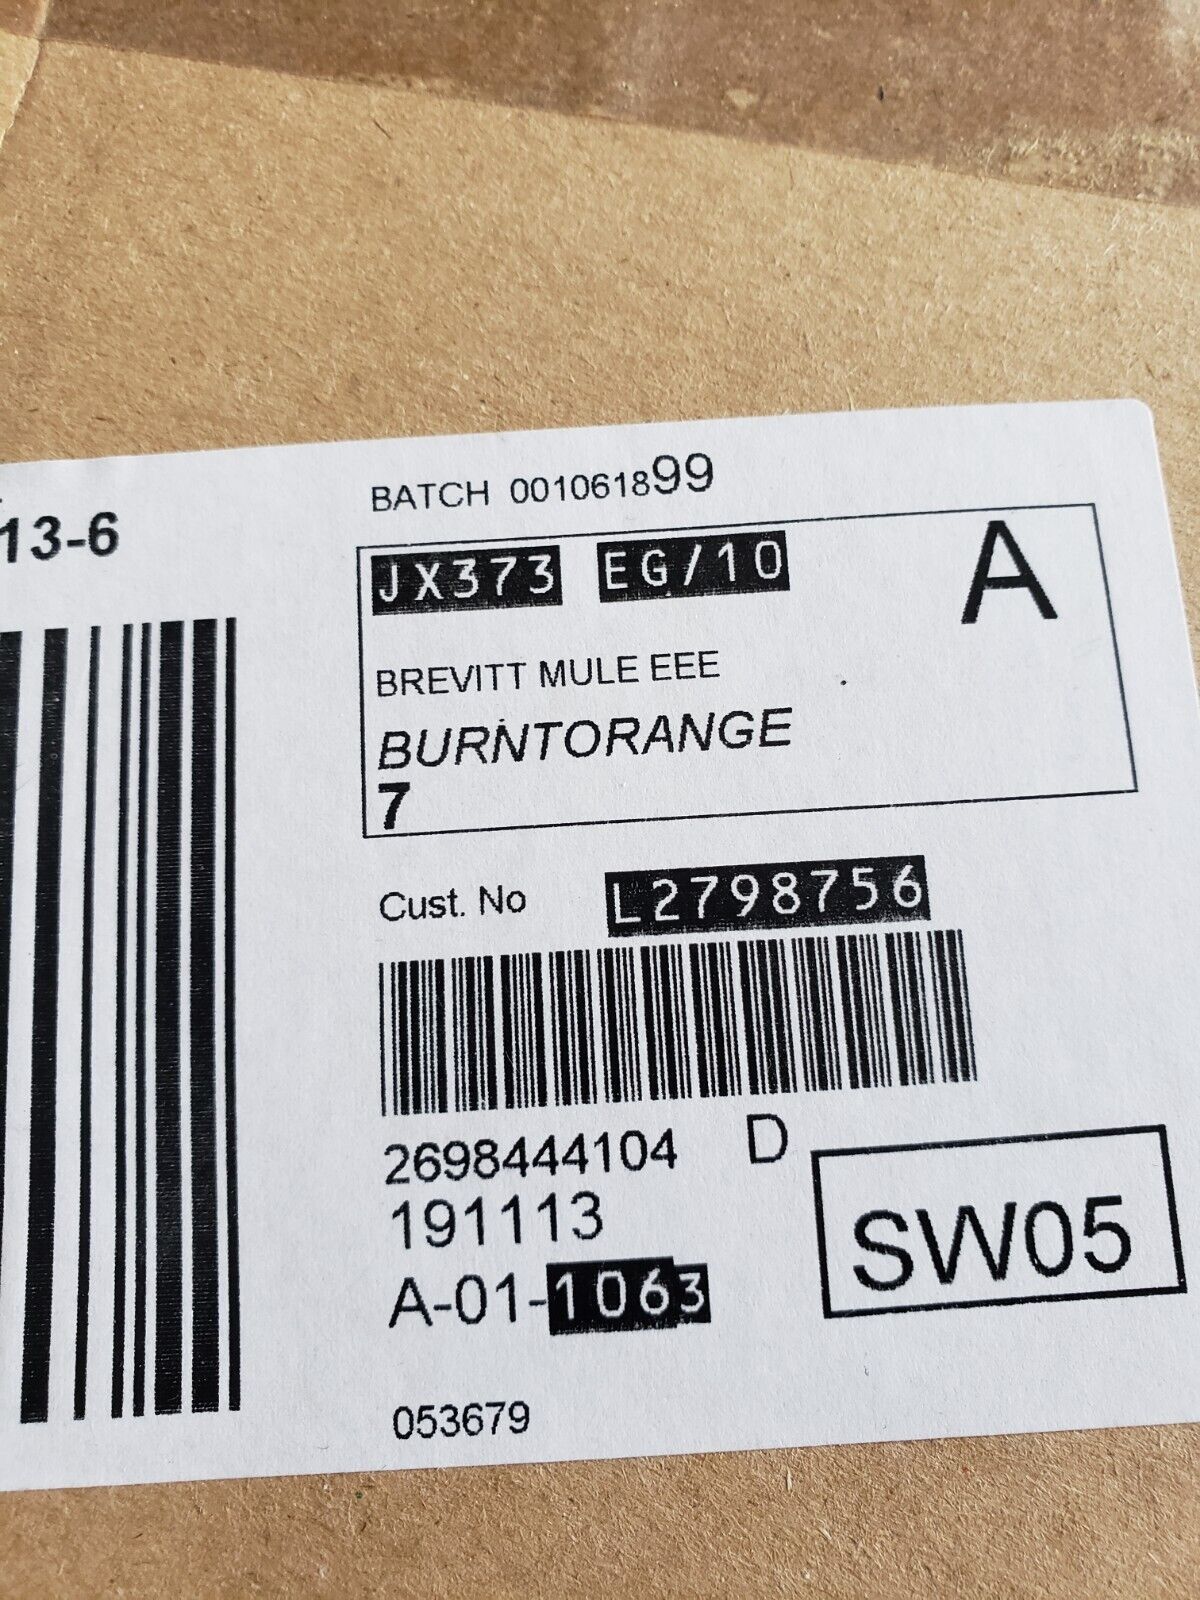 13-6
BATCH 001061899
JX373 EG/10 A
BREVITT MULE EEE
BURNTORANGE
7
Cust. No L2798756
2698444104 D
191113
SW05
A-01-1063
053679